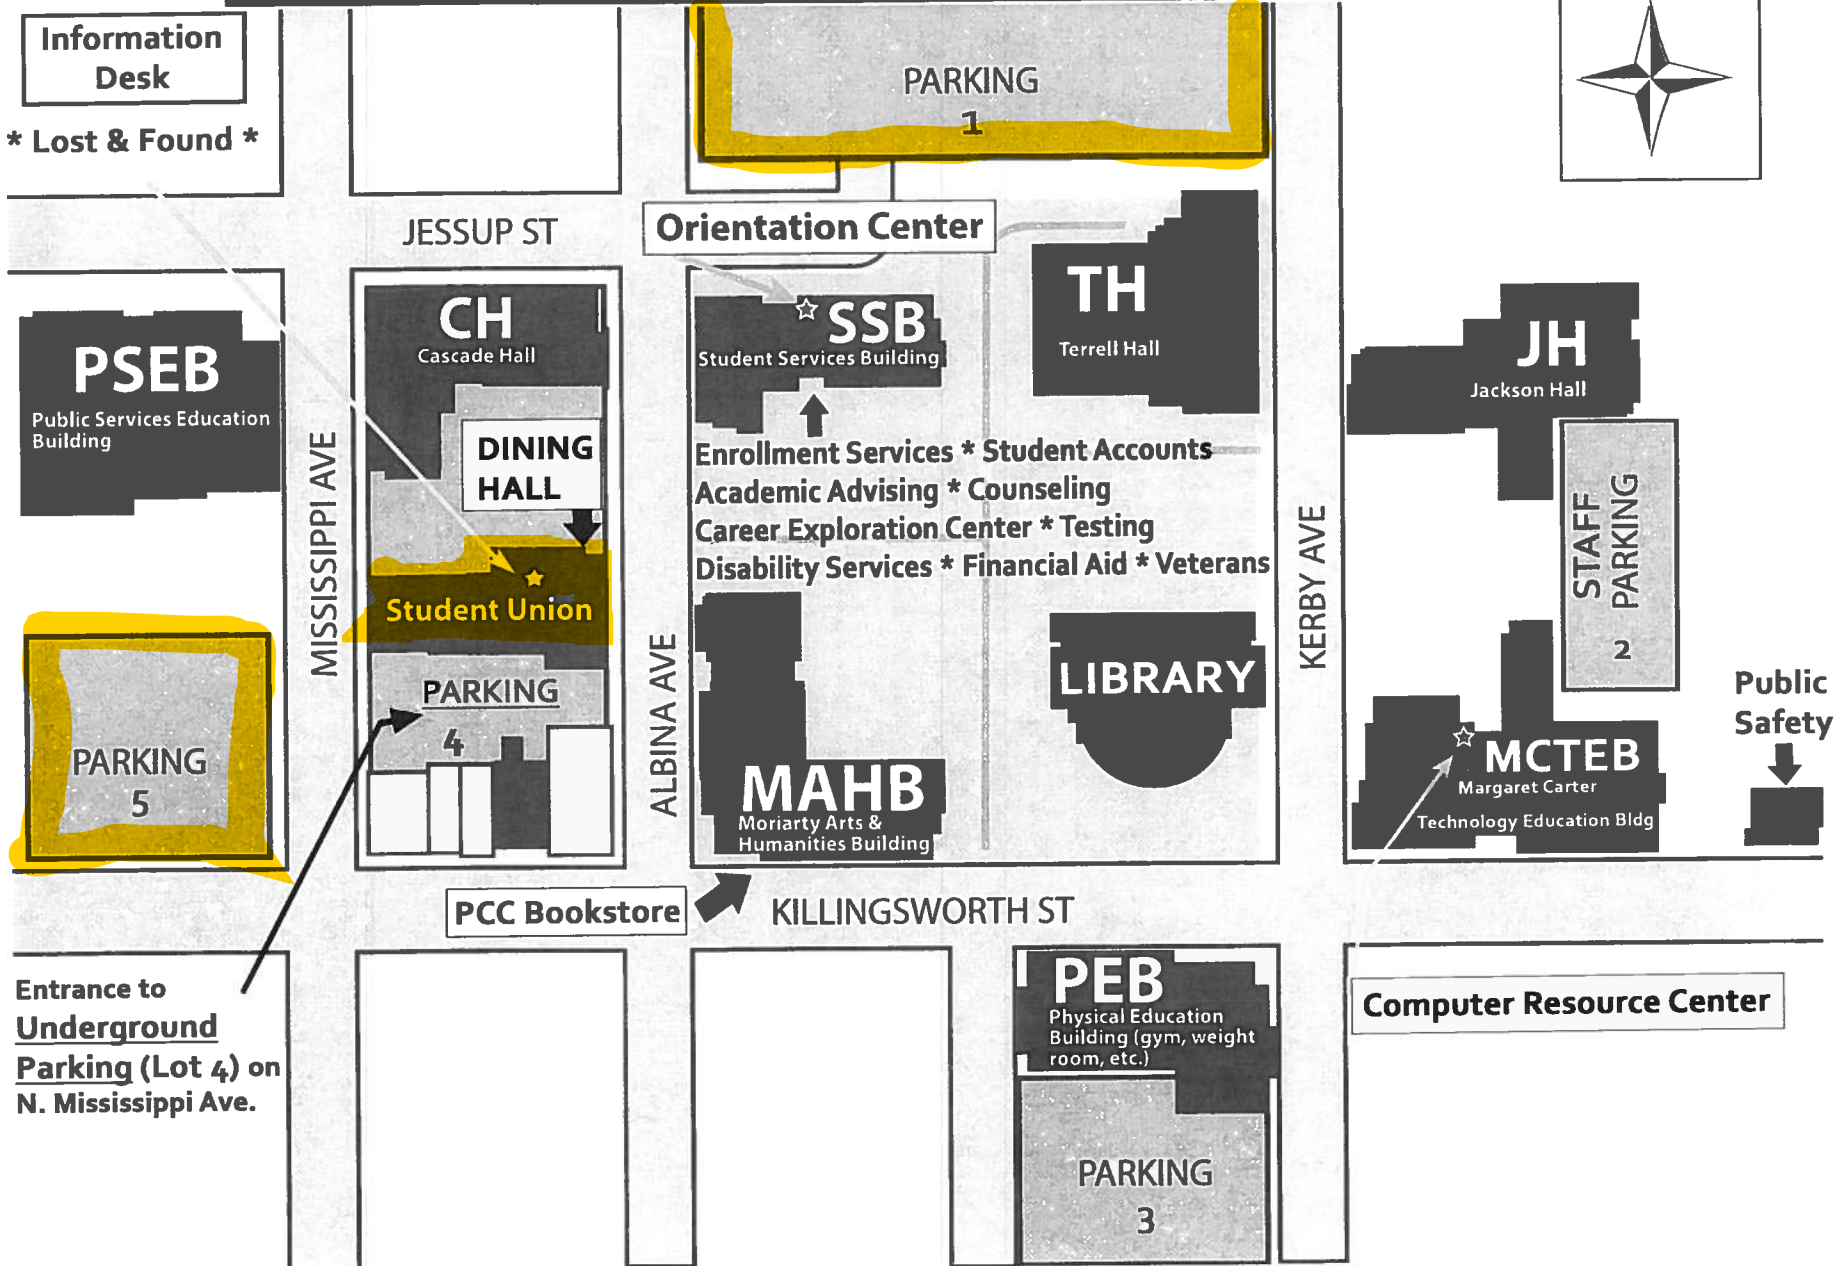 Information
Desk
* Lost & Found *
PARKING
1
JESSUP ST
Orientation Center
CH
Cascade Hall
SSB
Student Services Building
TH
Terrell Hall
JH
Jackson Hall
PSEB
Public Services Education
Building
DINING
HALL
Enrollment Services * Student Accounts
Academic Advising * Counseling
Career Exploration Center * Testing
Disability Services * Financial Aid * Veterans
MISSISSIPPI AVE
Student Union
ALBINA AVE
KERBY AVE
STAFF
PARKING
2
PARKING
4
PARKING
5
LIBRARY
Public
Safety
MAHB
Moriarty Arts &
Humanities Building
MCTEB
Margaret Carter
Technology Education Bldg
PCC Bookstore
KILLINGSWORTH ST
Entrance to
Underground
Parking (Lot 4) on
N. Mississippi Ave.
PEB
Physical Education
Building (gym, weight
room, etc.)
Computer Resource Center
PARKING
3